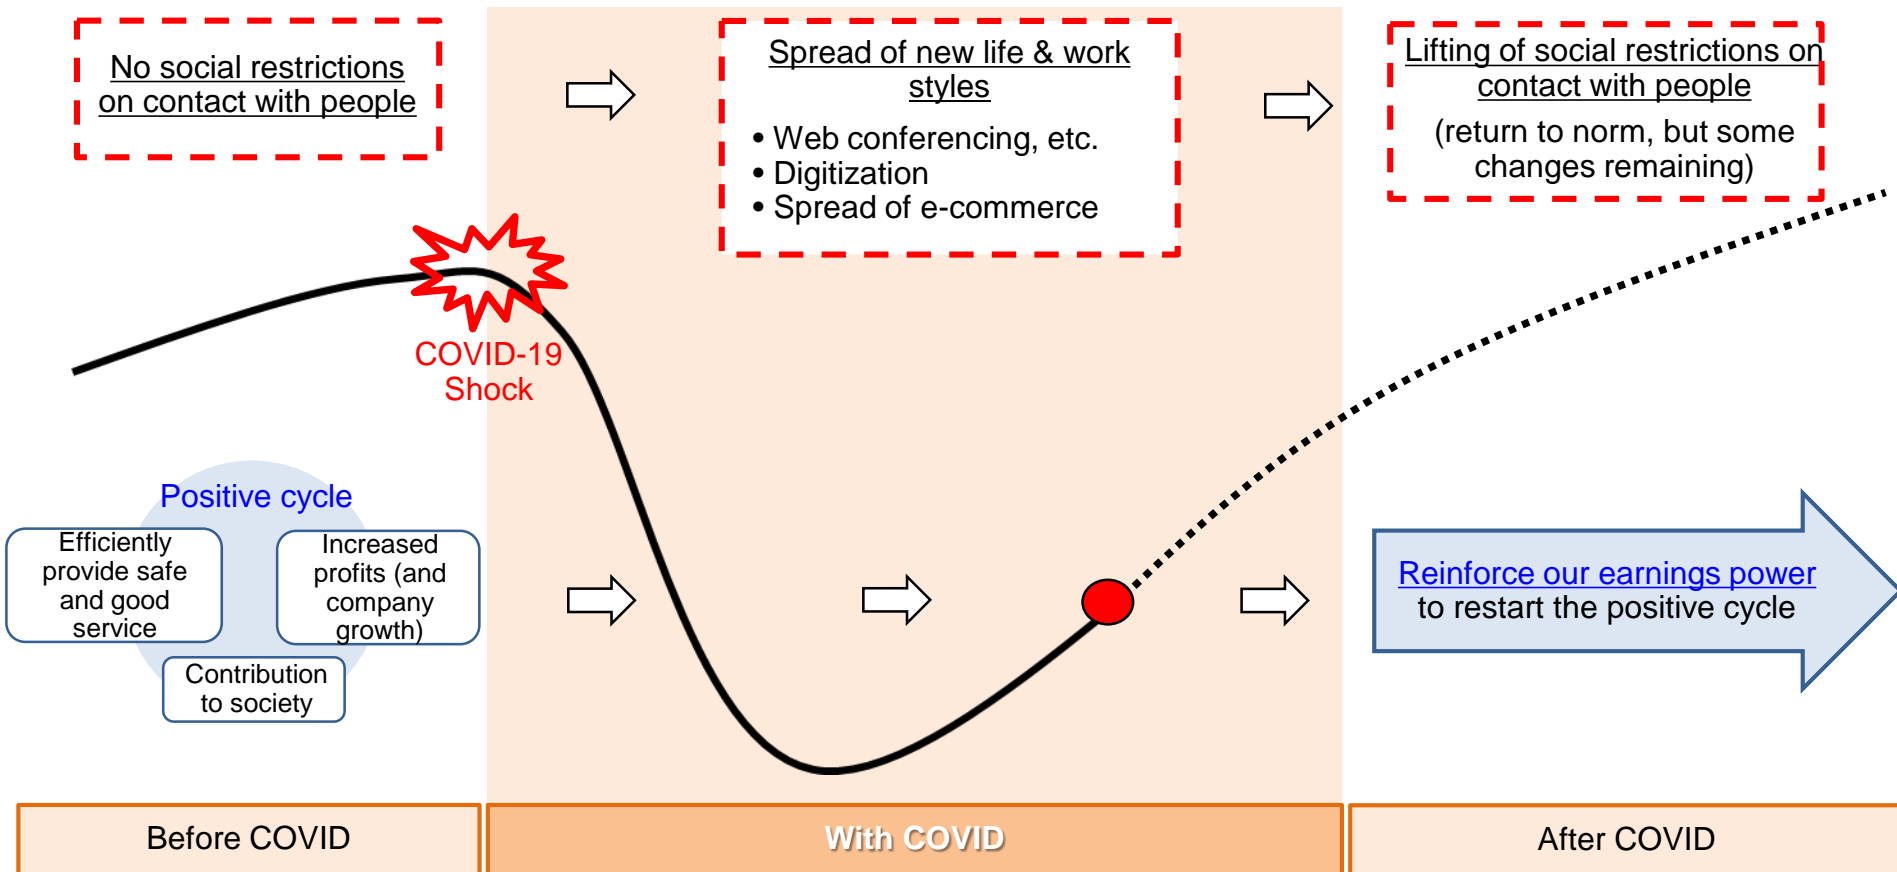 No social restrictions
on contact with people
Spread of new life & work
styles
• Web conferencing, etc.
• Digitization
• Spread of e-commerce
Lifting of social restrictions on
contact with people
(return to norm, but some
changes remaining)
COVID-19
Shock
Positive cycle
Efficiently
provide safe
and good
service
Increased
profits (and
company
growth)
Contribution
to society
Reinforce our earnings power
to restart the positive cycle
Before COVID
With COVID
After COVID